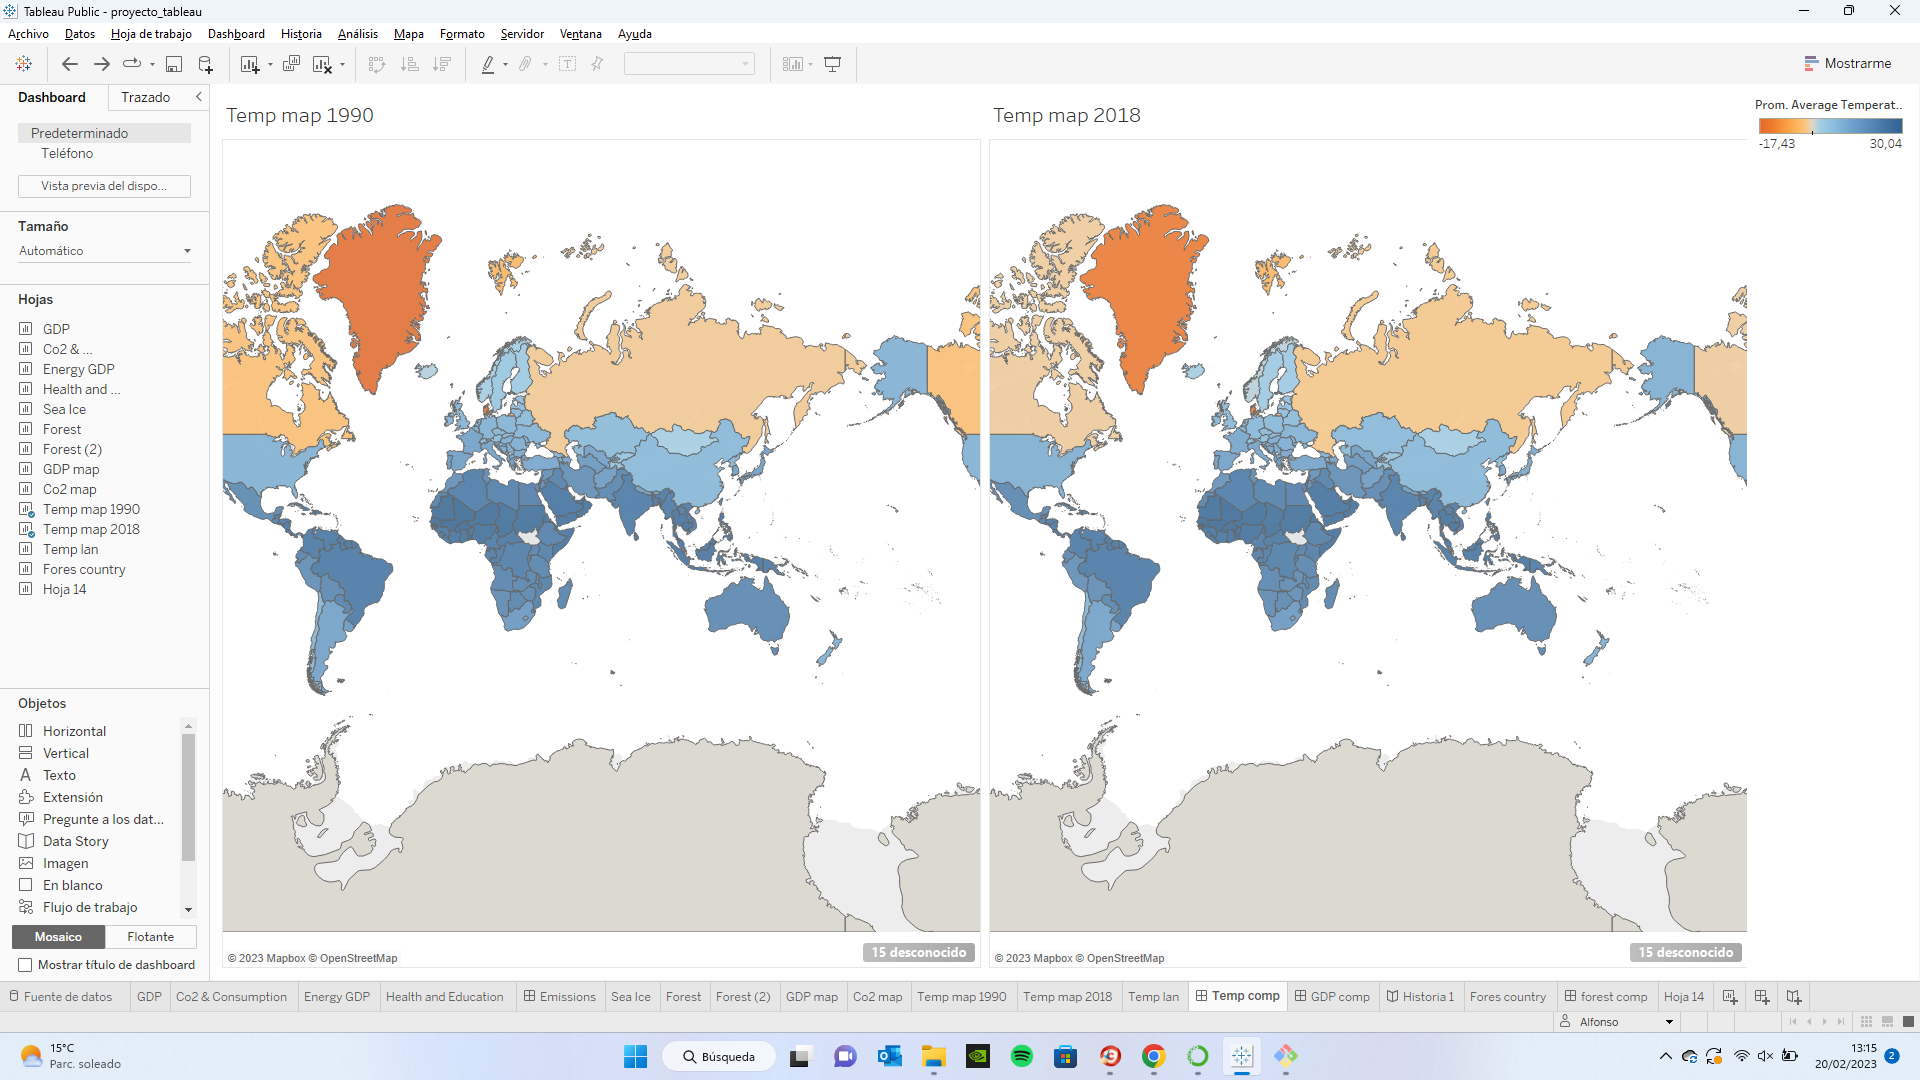 Tableau Public - proyecto_tableau
Archivo Datos Hoja de trabajo Dashboard Historia Análisis Mapa Formato Servidor Ventana Ayuda
Mostrarme
Dashboard Trazado
Predeterminado
Teléfono
Vista previa del dispo...
Tamaño
Automático
Hojas
GDP
Co2 & ...
Energy GDP
Health and ...
Sea Ice
Forest
Forest (2)
GDP map
Co2 map
Temp map 1990
Temp map 2018
Temp lan
Fores country
Hoja 14
Objetos
Horizontal
Vertical
Texto
Extensión
Pregunte a los dat...
Data Story
Imagen
En blanco
Flujo de trabajo
Mosaico Flotante
Mostrar título de dashboard
Temp map 1990
© 2023 Mapbox © OpenStreetMap
15 desconocido
Temp map 2018
© 2023 Mapbox © OpenStreetMap
15 desconocido
Prom. Average Temperat..
-17,43 30,04
Fuente de datos GDP Co2 & Consumption Energy GDP Health and Education Emissions Sea Ice Forest Forest (2) GDP map Co2 map Temp map 1990 Temp map 2018 Temp lan Temp comp GDP comp Historia 1 Fores country forest comp Hoja 14
Alfonso
15°C
Parc. soleado
Búsqueda
13:15
20/02/2023
2